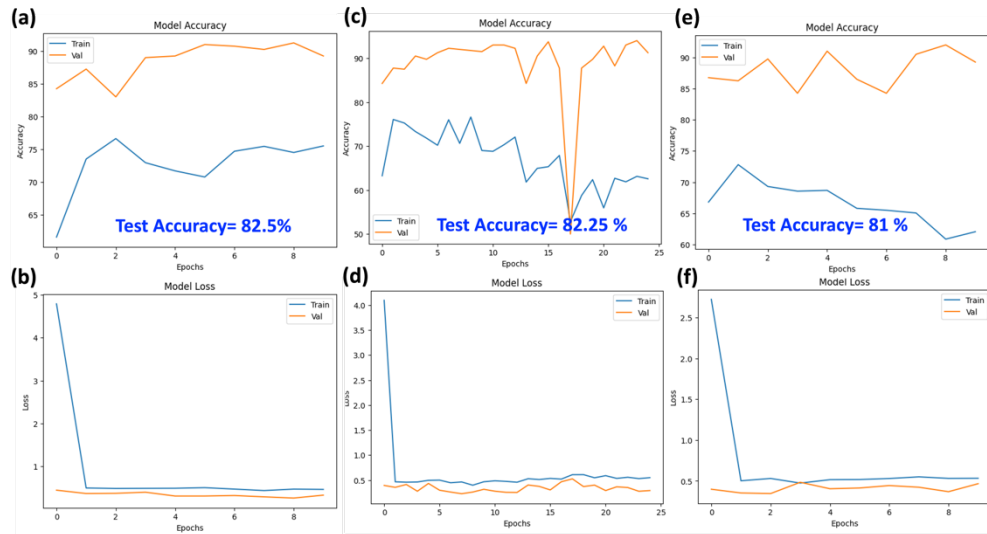 (a)
Model Accuracy
Train
Val
90
85
80
75
70
65
Accuracy
Test Accuracy= 82.5%
0 2 4 6 8
Epochs
(c)
Model Accuracy
90
80
70
60
50
Accuracy
Train
Val
Test Accuracy= 82.25 %
0 5 10 15 20 25
Epochs
(e)
Model Accuracy
Train
Val
90
85
80
75
70
65
60
Accuracy
Test Accuracy= 81 %
0 2 4 6 8
Epochs
(b)
Model Loss
Train
Val
5
4
3
2
1
Loss
0 2 4 6 8
Epochs
(d)
Model Loss
Train
Val
4.0
3.5
3.0
2.5
2.0
1.5
1.0
0.5
Loss
0 5 10 15 20 25
Epochs
(f)
Model Loss
Train
Val
2.5
2.0
1.5
1.0
0.5
Loss
0 2 4 6 8
Epochs